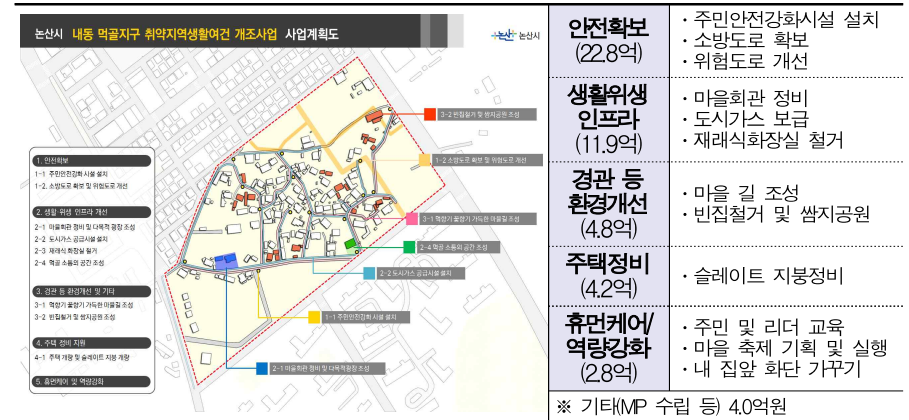 논산시 내동 먹골지구 취약지역생활여건 개조사업 사업계획도
논산 논산시
3-2 빈집철거 및 쌈지공원 조성
1-2 소방도로 확보 및 위험도로 개선
3-1 먹향기 꽃향기 가득한 마을길 조성
2-4 먹골 소통의 공간 조성
2-2 도시가스 공급시설 설치
1-1 주민안전강화 시설 설치
2-1 마을회관 정비 및 다목적광장 조성
1. 안전확보
1-1 주민안전강화 시설 설치
1-2. 소방도로 확보 및 위험도로 개선
2. 생활·위생 인프라 개선
2-1 마을회관 정비 및 다목적 광장 조성
2-2 도시가스 공급시설 설치
2-3 재래식 화장실 철거
2-4 먹골 소통의 공간 조성
3. 경관 등 환경개선 및 기타
3-1 먹향기 꽃향기 가득한 마을길 조성
3-2 빈집철거 및 쌈지공원 조성
4. 주택 정비 지원
4-1 주택 개량 및 슬레이트 지붕 개량
5. 휴먼케어 및 역량강화
안전확보
(22.8억)
· 주민안전강화시설 설치
· 소방도로 확보
· 위험도로 개선
생활위생
인프라
(11.9억)
· 마을회관 정비
· 도시가스 보급
· 재래식화장실 철거
경관 등
환경개선
(4.8억)
· 마을 길 조성
· 빈집철거 및 쌈지공원
주택정비
(4.2억)
· 슬레이트 지붕정비
휴먼케어/
역량강화
(2.8억)
· 주민 및 리더 교육
· 마을 축제 기획 및 실행
· 내 집앞 화단 가꾸기
※ 기타(MP 수립 등) 4.0억원